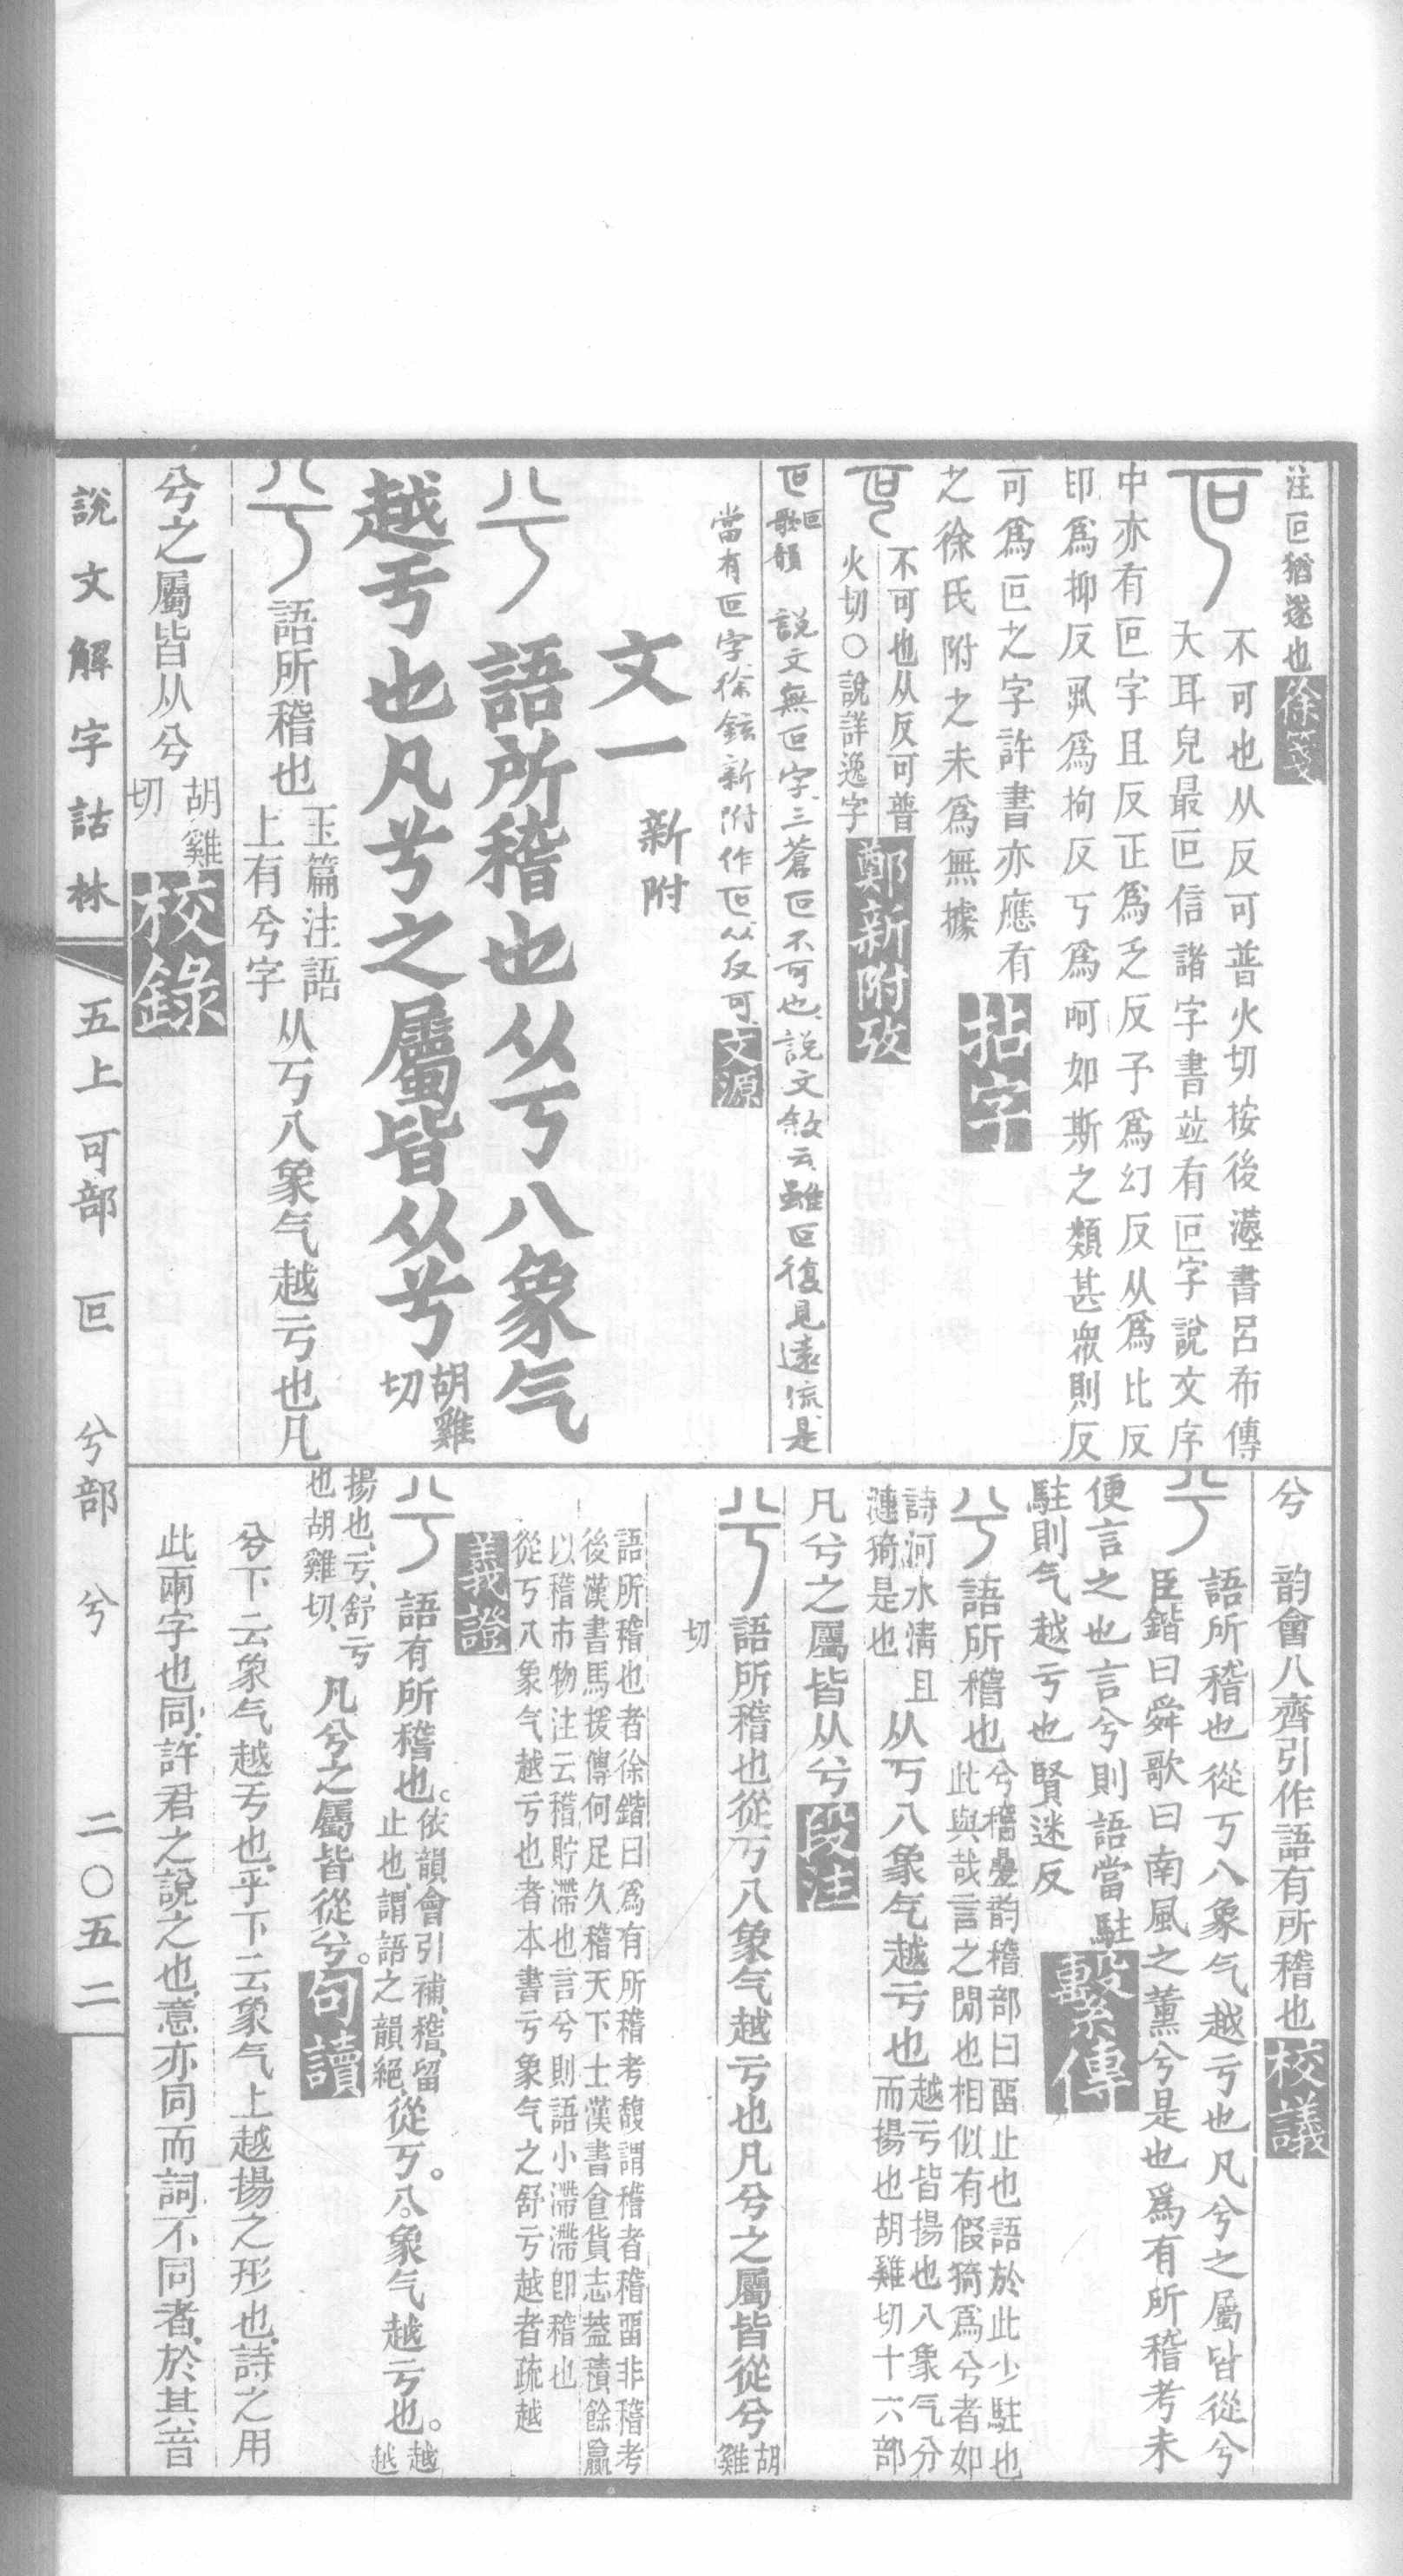 注叵猶遂也徐箋
叵
不可也从反可普火切按後漢書呂布傳
大耳兒最叵信諸字書竝有叵字說文序
中亦有叵字且反正爲乏反予爲幻反从爲比反
印爲抑反𠃨爲拘反丂爲呵如斯之類甚衆則反
可爲叵之字許書亦應有拈字
之徐氏附之未爲無據
叵
不可也从反可普
火切〇說詳逸字鄭新附攷
叵叵歌韻 說文無叵字、三蒼叵不可也、說文敘云、雖叵復見遠流、是
當有叵字、徐鉉新附作叵、从反可、文源
文一 新附
兮 語所稽也从丂八象气
越亏也凡兮之屬皆从兮胡雞切
兮 語所稽也玉篇注語上有兮字从丂八象气越亏也凡
兮之屬皆从兮胡雞切校錄
兮 韵會八齊引作語有所稽也校議
兮 語所稽也從丂八象气越亏也凡兮之屬皆從兮
臣鍇曰舜歌曰南風之薰兮是也爲有所稽考未
便言之也言兮則語當駐
駐則气越亏也賢迷反繫傳
兮 語所稽也兮稽曡韵稽部曰畱止也語於此少駐也
此與哉言之閒也相似有假猗爲兮者如
詩河水清且
漣猗是也从丂八象气越亏也越亏皆揚也八象气分
而揚也胡雞切十六部
凡兮之屬皆从兮段注
兮 語所稽也從丂八象气越亏也凡兮之屬皆從兮胡雞
切
語所稽也者徐鍇曰爲有所稽考馥謂稽者稽畱非稽考
後漢書馬援傳何足久稽天下士漢書食貨志蓄積餘贏
以稽市物注云稽貯滯也言兮則語小滯滯卽稽也
從丂八象气越亏也者本書亏象气之舒亏越者疏越
義證
兮 語有所稽也。依韻會引補、稽、留
止也、謂語之韻絕、從丂。八。象气越亏也。越、越
揚也、亏、舒亏
也、胡雞切、凡兮之屬皆從兮。句讀
兮下云象气越亏也、乎下云象气上越揚之形也、詩之用
此兩字也同、許君之說之也、意亦同而詞不同者、於其音
說文解字詁林 五上可部 叵 兮部 兮 二〇五二